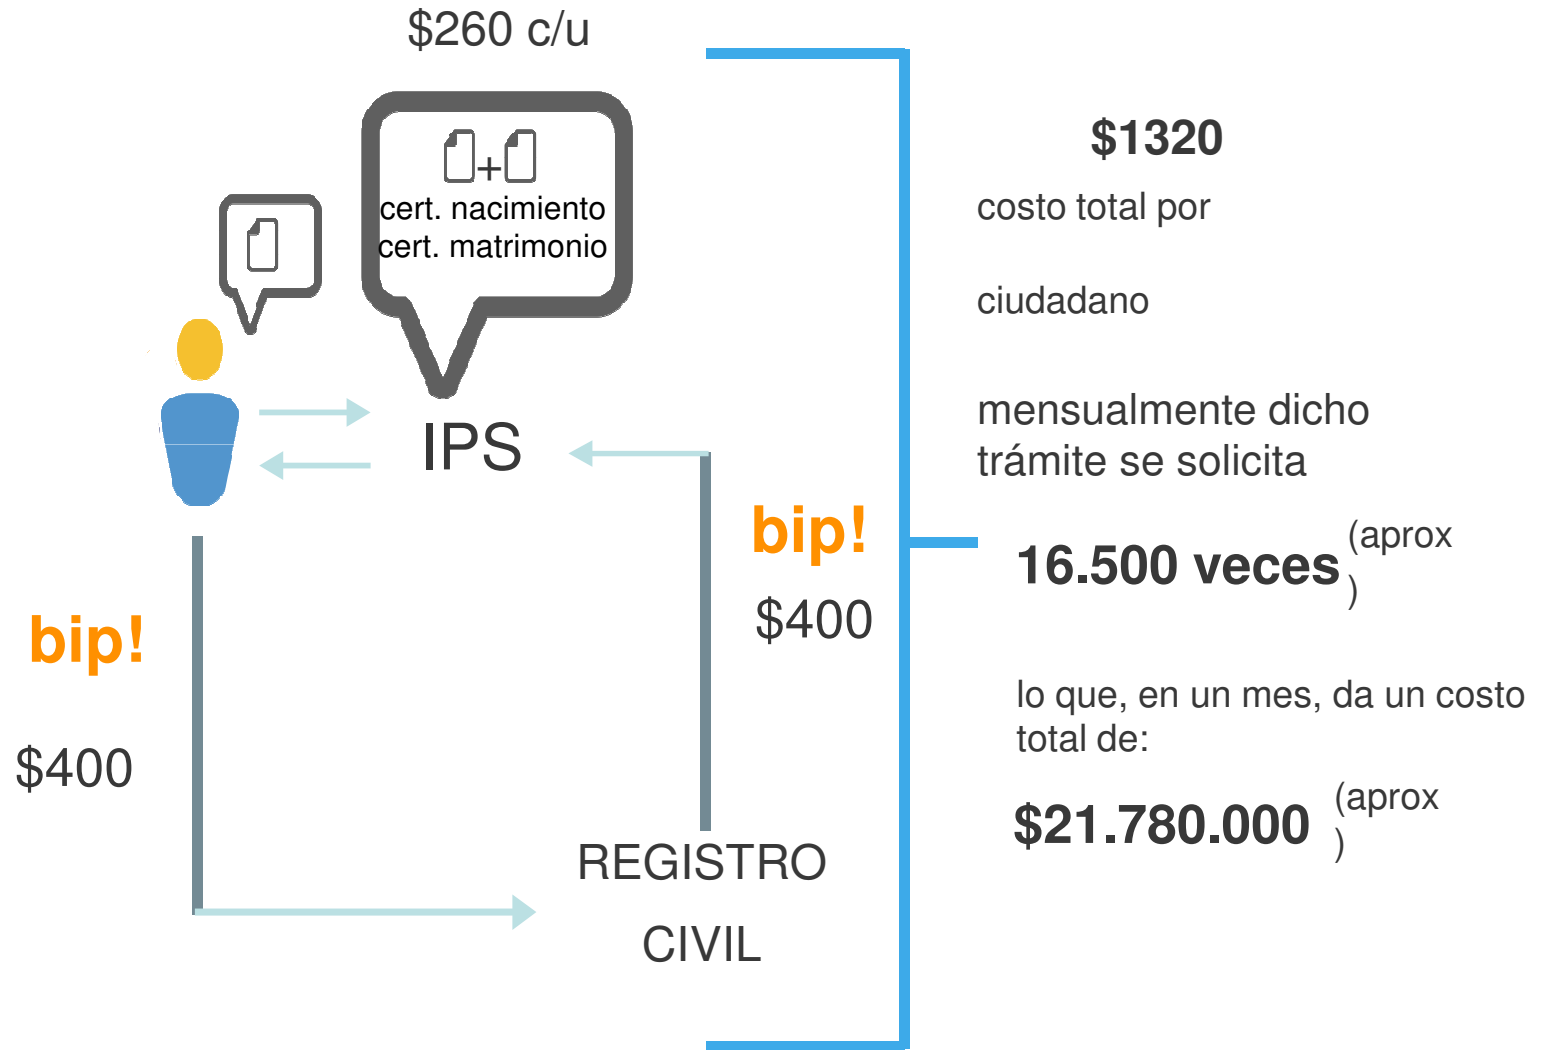 $260 c/u
+
cert. nacimiento
cert. matrimonio
IPS
bip!
$400
bip!
$400
REGISTRO
CIVIL
$1320
costo total por
ciudadano
mensualmente dicho
trámite se solicita
16.500 veces (aprox
)
lo que, en un mes, da un costo
total de:
$21.780.000 (aprox
)